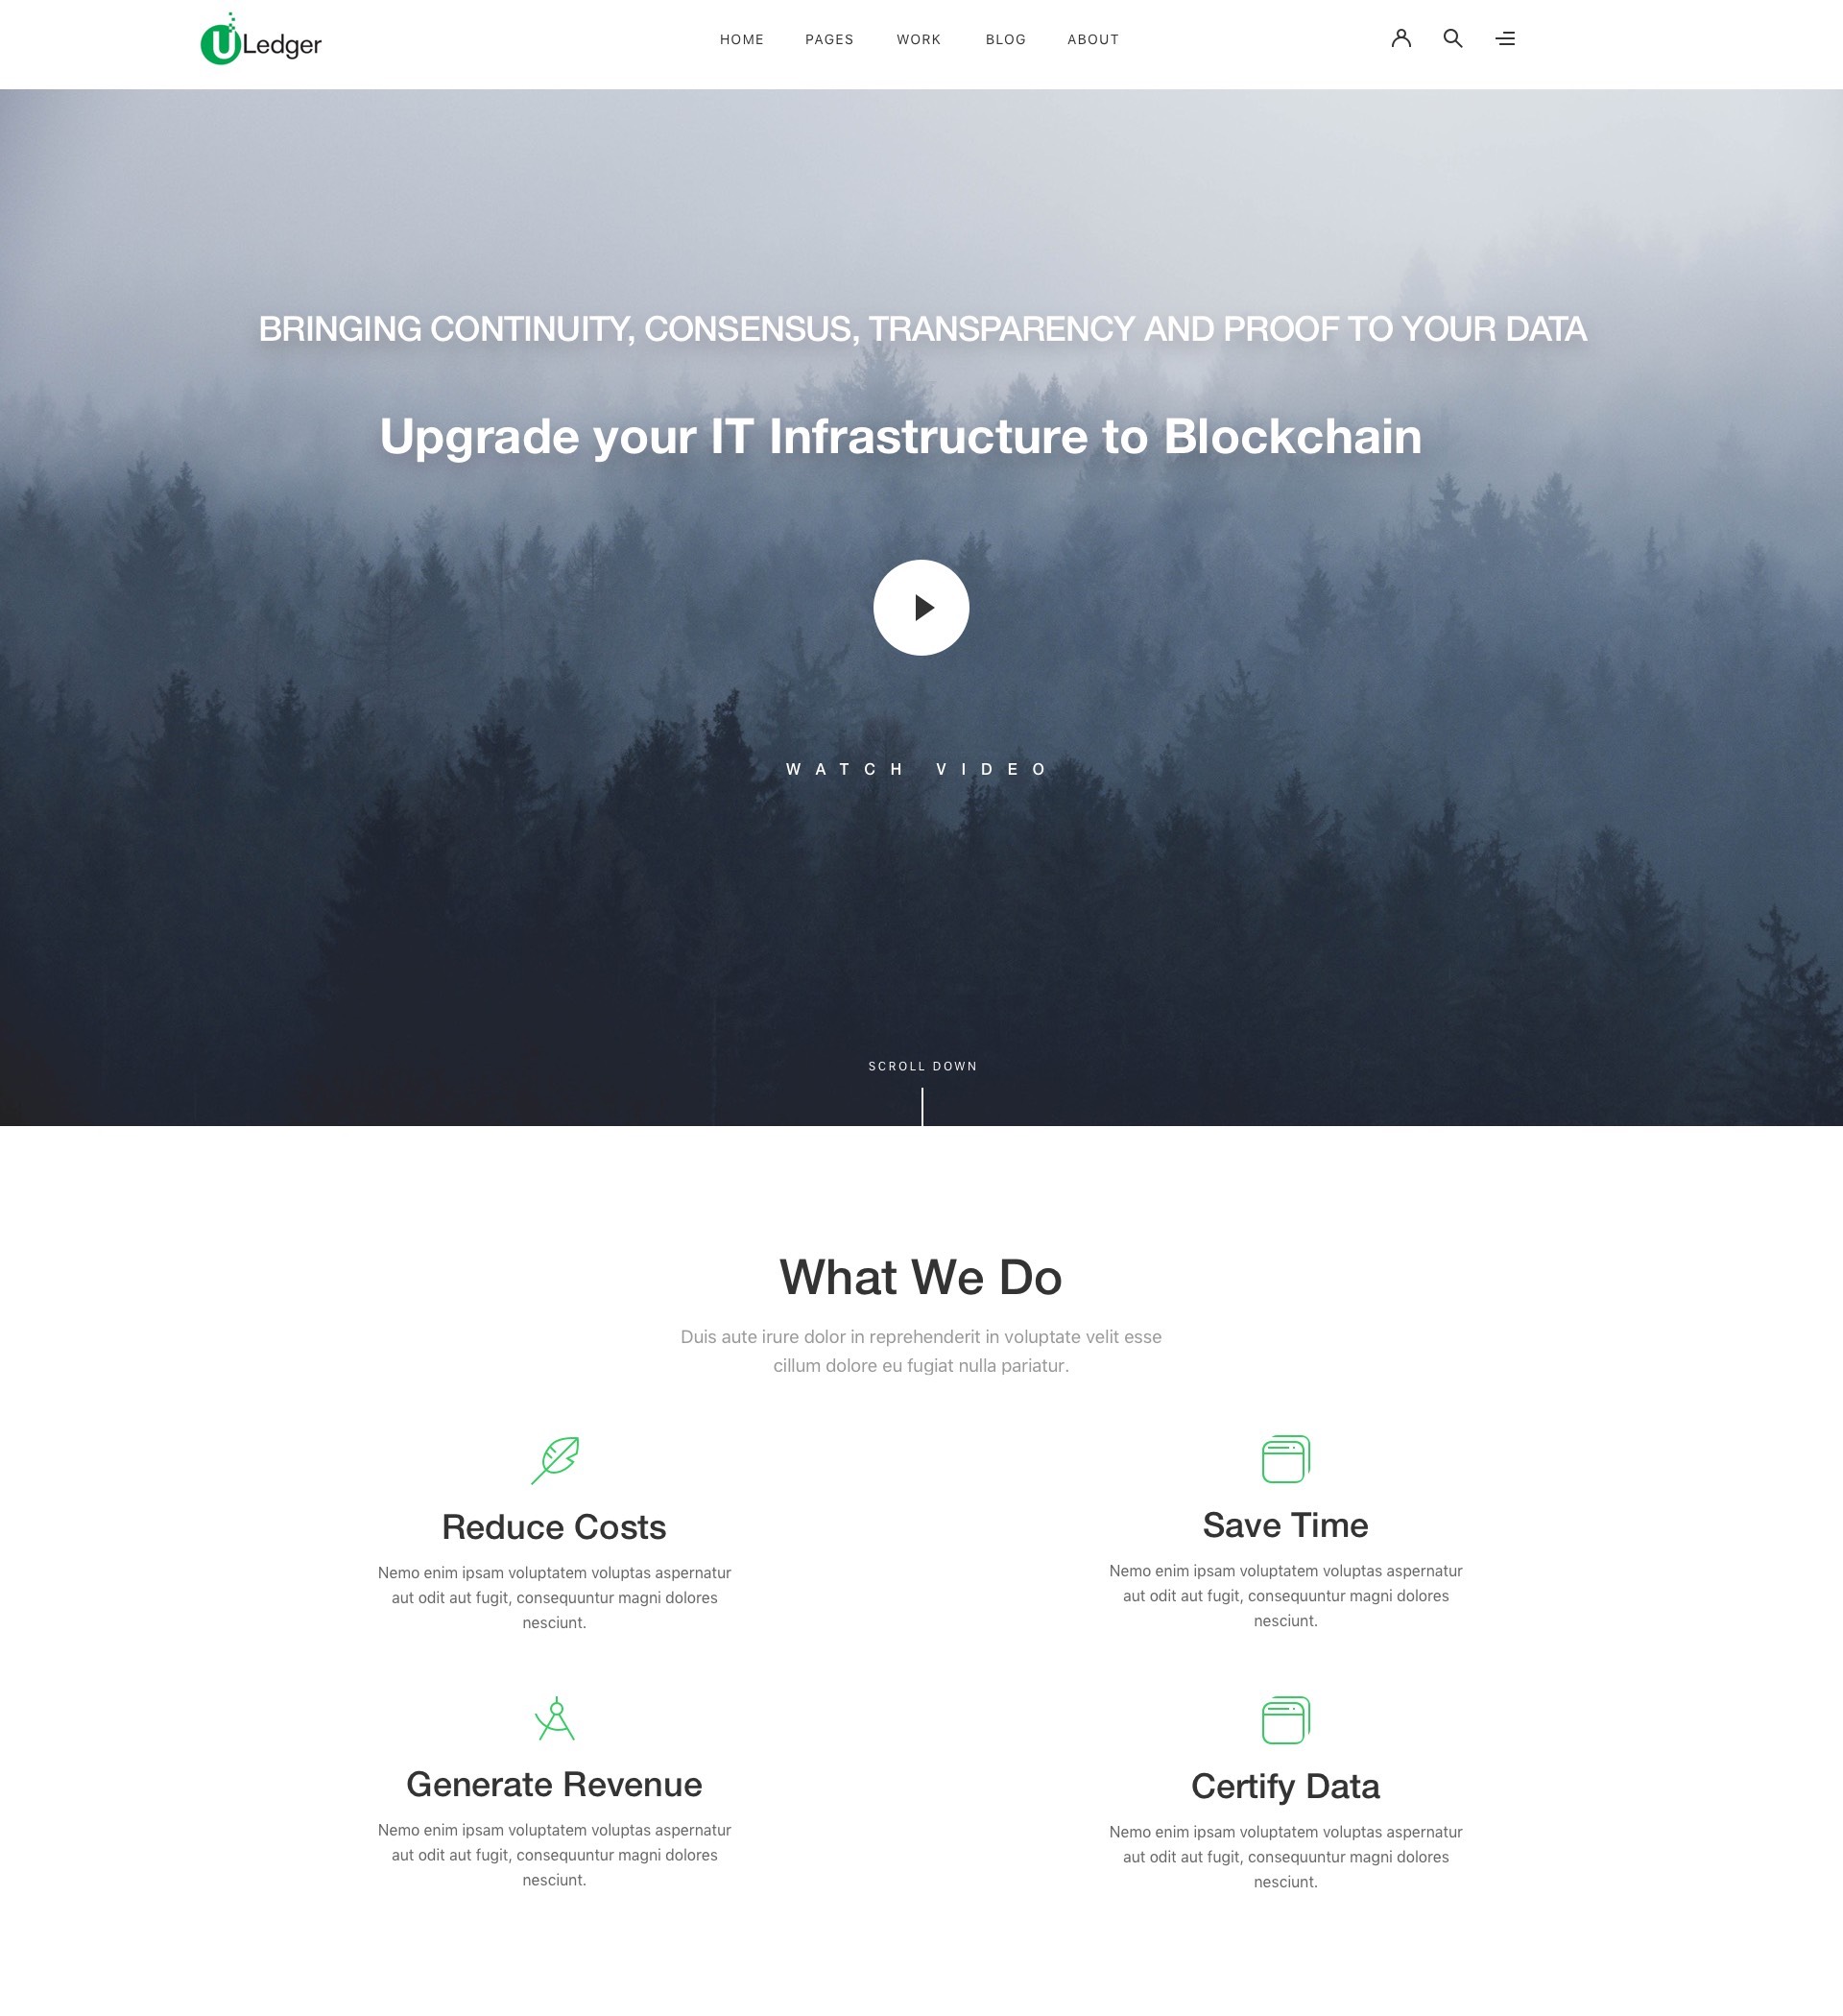 ULedger
HOME PAGES WORK BLOG ABOUT
BRINGING CONTINUITY, CONSENSUS, TRANSPARENCY AND PROOF TO YOUR DATA
Upgrade your IT Infrastructure to Blockchain
WATCH VIDEO
SCROLL DOWN
What We Do
Duis aute irure dolor in reprehenderit in voluptate velit esse
cillum dolore eu fugiat nulla pariatur.
Reduce Costs
Nemo enim ipsam voluptatem voluptas aspernatur
aut odit aut fugit, consequuntur magni dolores
nesciunt.
Save Time
Nemo enim ipsam voluptatem voluptas aspernatur
aut odit aut fugit, consequuntur magni dolores
nesciunt.
Generate Revenue
Nemo enim ipsam voluptatem voluptas aspernatur
aut odit aut fugit, consequuntur magni dolores
nesciunt.
Certify Data
Nemo enim ipsam voluptatem voluptas aspernatur
aut odit aut fugit, consequuntur magni dolores
nesciunt.